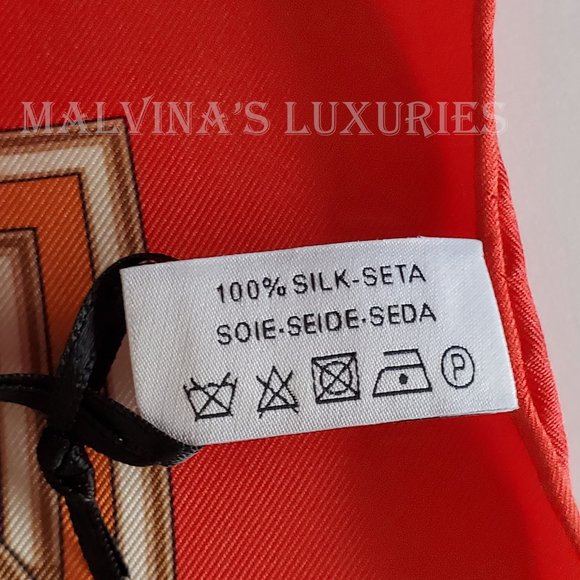 MALVINA'S LUXURIES
100% SILK-SETA
SOIE-SEIDE-SEDA
P